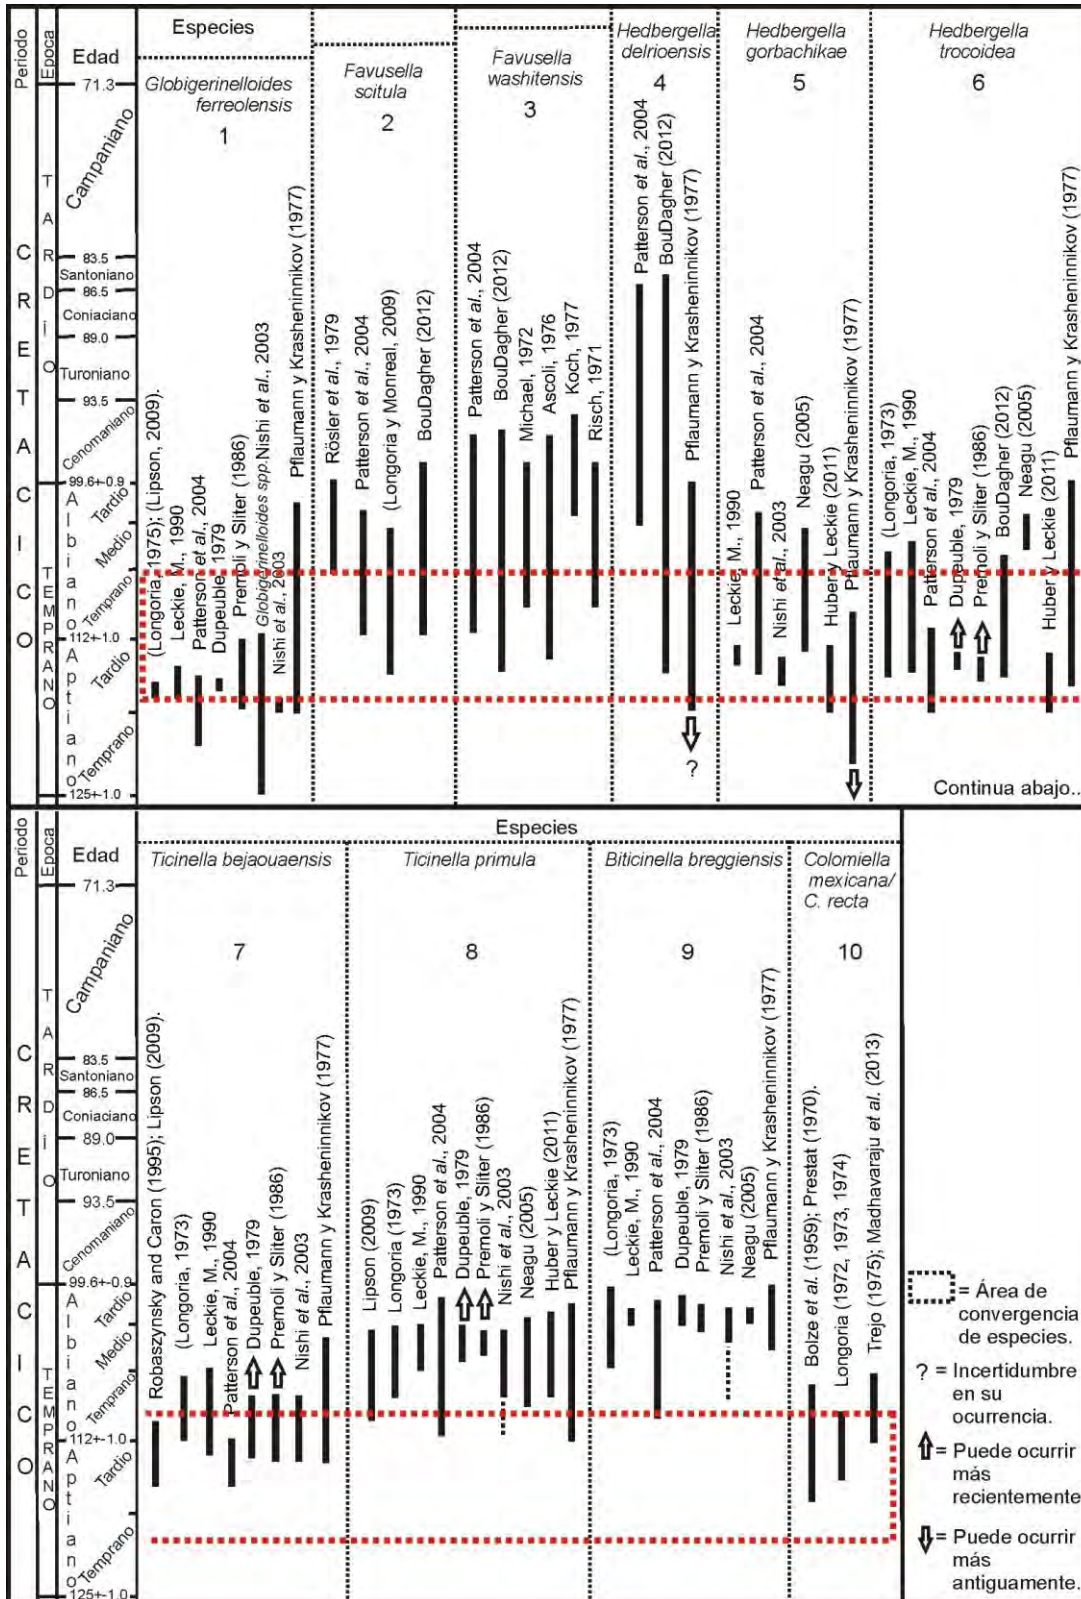 Periodo
Epoca
Edad
Especies
Globigerinelloides
ferreolensis
1
Favusella
scitula
2
Favusella
washitensis
3
Hedbergella
delrioensis
4
Hedbergella
gorbachikae
5
Hedbergella
trocoidea
6
CRETACICO
TARDÍO
TEMPRANO
71.3
Campaniano
83.5
Santoniano
86.5
Coniaciano
89.0
Turoniano
93.5
Cenomaniano
99.6+-0.9
Albiano
Tardio
Medio
Temprano
112+-1.0
Aptiano
Tardio
Temprano
125+-1.0
(Longoria, 1975); (Lipson, 2009).
Leckie, M., 1990
Patterson et al., 2004
Dupeuble, 1979
Premoli y Sliter (1986)
Globigerinelloides spp.Nishi et al., 2003
Nishi et al., 2003
Pflaumann y Krasheninnikov (1977)
Rösler et al., 1979
Patterson et al., 2004
(Longoria y Monreal, 2009)
BouDagher (2012)
Patterson et al., 2004
BouDagher (2012)
Michael, 1972
Ascoli, 1976
Koch, 1977
Risch, 1971
Patterson et al., 2004
BouDagher (2012)
Pflaumann y Krasheninnikov (1977)
?
Leckie, M., 1990
Patterson et al., 2004
Nishi et al., 2003
Neagu (2005)
Huber y Leckie (2011)
Pflaumann y Krasheninnikov (1977)
(Longoria, 1973)
Leckie, M., 1990
Patterson et al., 2004
Dupeuble, 1979
Premoli y Sliter (1986)
BouDagher (2012)
Neagu (2005)
Huber y Leckie (2011)
Pflaumann y Krasheninnikov (1977)
Continua abajo..
Periodo
Epoca
Edad
Especies
Ticinella bejaouaensis
7
Ticinella primula
8
Biticinella breggiensis
9
Colomiella
mexicana/
C. recta
10
CRETACICO
TARDÍO
TEMPRANO
71.3
Campaniano
83.5
Santoniano
86.5
Coniaciano
89.0
Turoniano
93.5
Cenomaniano
99.6+-0.9
Albiano
Tardio
Medio
Temprano
112+-1.0
Aptiano
Tardio
Temprano
125+-1.0
Robaszynsky and Caron (1995); Lipson (2009).
(Longoria, 1973)
Leckie, M., 1990
Patterson et al., 2004
Dupeuble, 1979
Premoli y Sliter (1986)
Nishi et al., 2003
Pflaumann y Krasheninnikov (1977)
Lipson (2009)
Longoria (1973)
Leckie, M., 1990
Patterson et al., 2004
Dupeuble, 1979
Premoli y Sliter (1986)
Nishi et al., 2003
Neagu (2005)
Huber y Leckie (2011)
Pflaumann y Krasheninnikov (1977)
(Longoria, 1973)
Leckie, M., 1990
Patterson et al., 2004
Dupeuble, 1979
Premoli y Sliter (1986)
Nishi et al., 2003
Neagu (2005)
Pflaumann y Krasheninnikov (1977)
Bolze et al. (1959); Prestat (1970).
Longoria (1972, 1973, 1974)
Trejo (1975); Madhavaraju et al. (2013)
= Área de
convergencia
de especies.
? = Incertidumbre
en su
ocurrencia.
= Puede ocurrir
más
recientemente.
= Puede ocurrir
más
antiguamente.